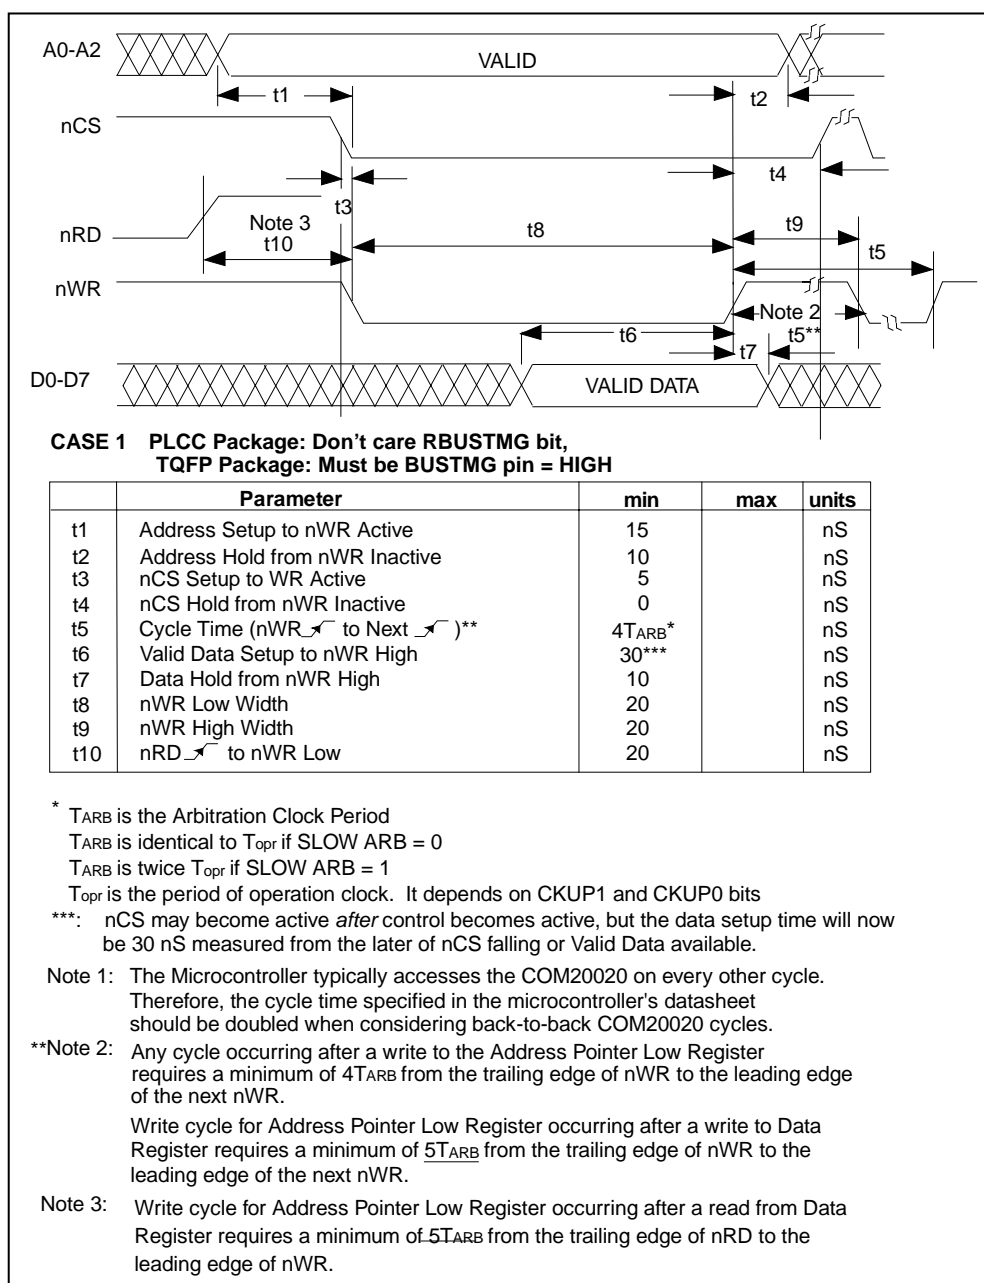 A0-A2
VALID
t1
t2
nCS
t4
t3
nRD
Note 3
t10
t8
t9
t5
nWR
Note 2
t5**
t6
t7
D0-D7
VALID DATA
CASE 1 PLCC Package: Don't care RBUSTMG bit,
TQFP Package: Must be BUSTMG pin = HIGH
Parameter min max units
t1 Address Setup to nWR Active 15 nS
t2 Address Hold from nWR Inactive 10 nS
t3 nCS Setup to WR Active 5 nS
t4 nCS Hold from nWR Inactive 0 nS
t5 Cycle Time (nWR to Next )** 4TARB* nS
t6 Valid Data Setup to nWR High 30*** nS
t7 Data Hold from nWR High 10 nS
t8 nWR Low Width 20 nS
t9 nWR High Width 20 nS
t10 nRD to nWR Low 20 nS
* TARB is the Arbitration Clock Period
TARB is identical to Topr if SLOW ARB = 0
TARB is twice Topr if SLOW ARB = 1
Topr is the period of operation clock. It depends on CKUP1 and CKUP0 bits
***: nCS may become active after control becomes active, but the data setup time will now
be 30 nS measured from the later of nCS falling or Valid Data available.
Note 1: The Microcontroller typically accesses the COM20020 on every other cycle.
Therefore, the cycle time specified in the microcontroller's datasheet
should be doubled when considering back-to-back COM20020 cycles.
**Note 2: Any cycle occurring after a write to the Address Pointer Low Register
requires a minimum of 4TARB from the trailing edge of nWR to the leading edge
of the next nWR.
Write cycle for Address Pointer Low Register occurring after a write to Data
Register requires a minimum of 5TARB from the trailing edge of nWR to the
leading edge of the next nWR.
Note 3: Write cycle for Address Pointer Low Register occurring after a read from Data
Register requires a minimum of 5TARB from the trailing edge of nRD to the
leading edge of nWR.